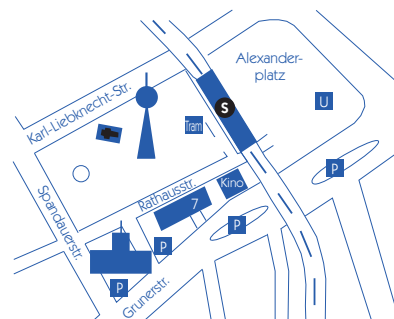 Alexander-
platz
S
Karl-Liebknecht-Str.
U
Tram
P
Kino
Rathausstr.
7
Spandauerstr.
P
P
P
Grunerstr.